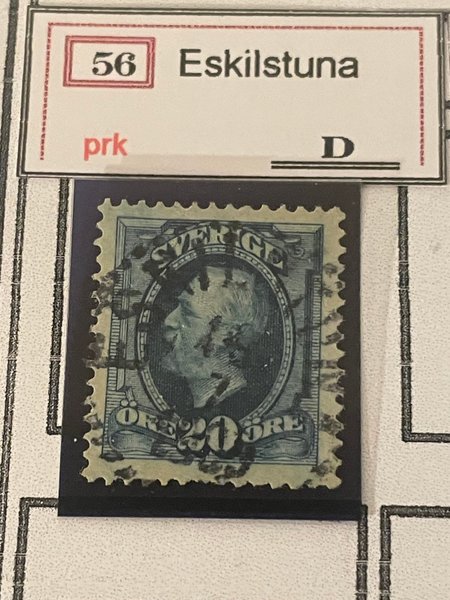 56 Eskilstuna
prk D
SVERIGE
ÖRE 20 ÖRE